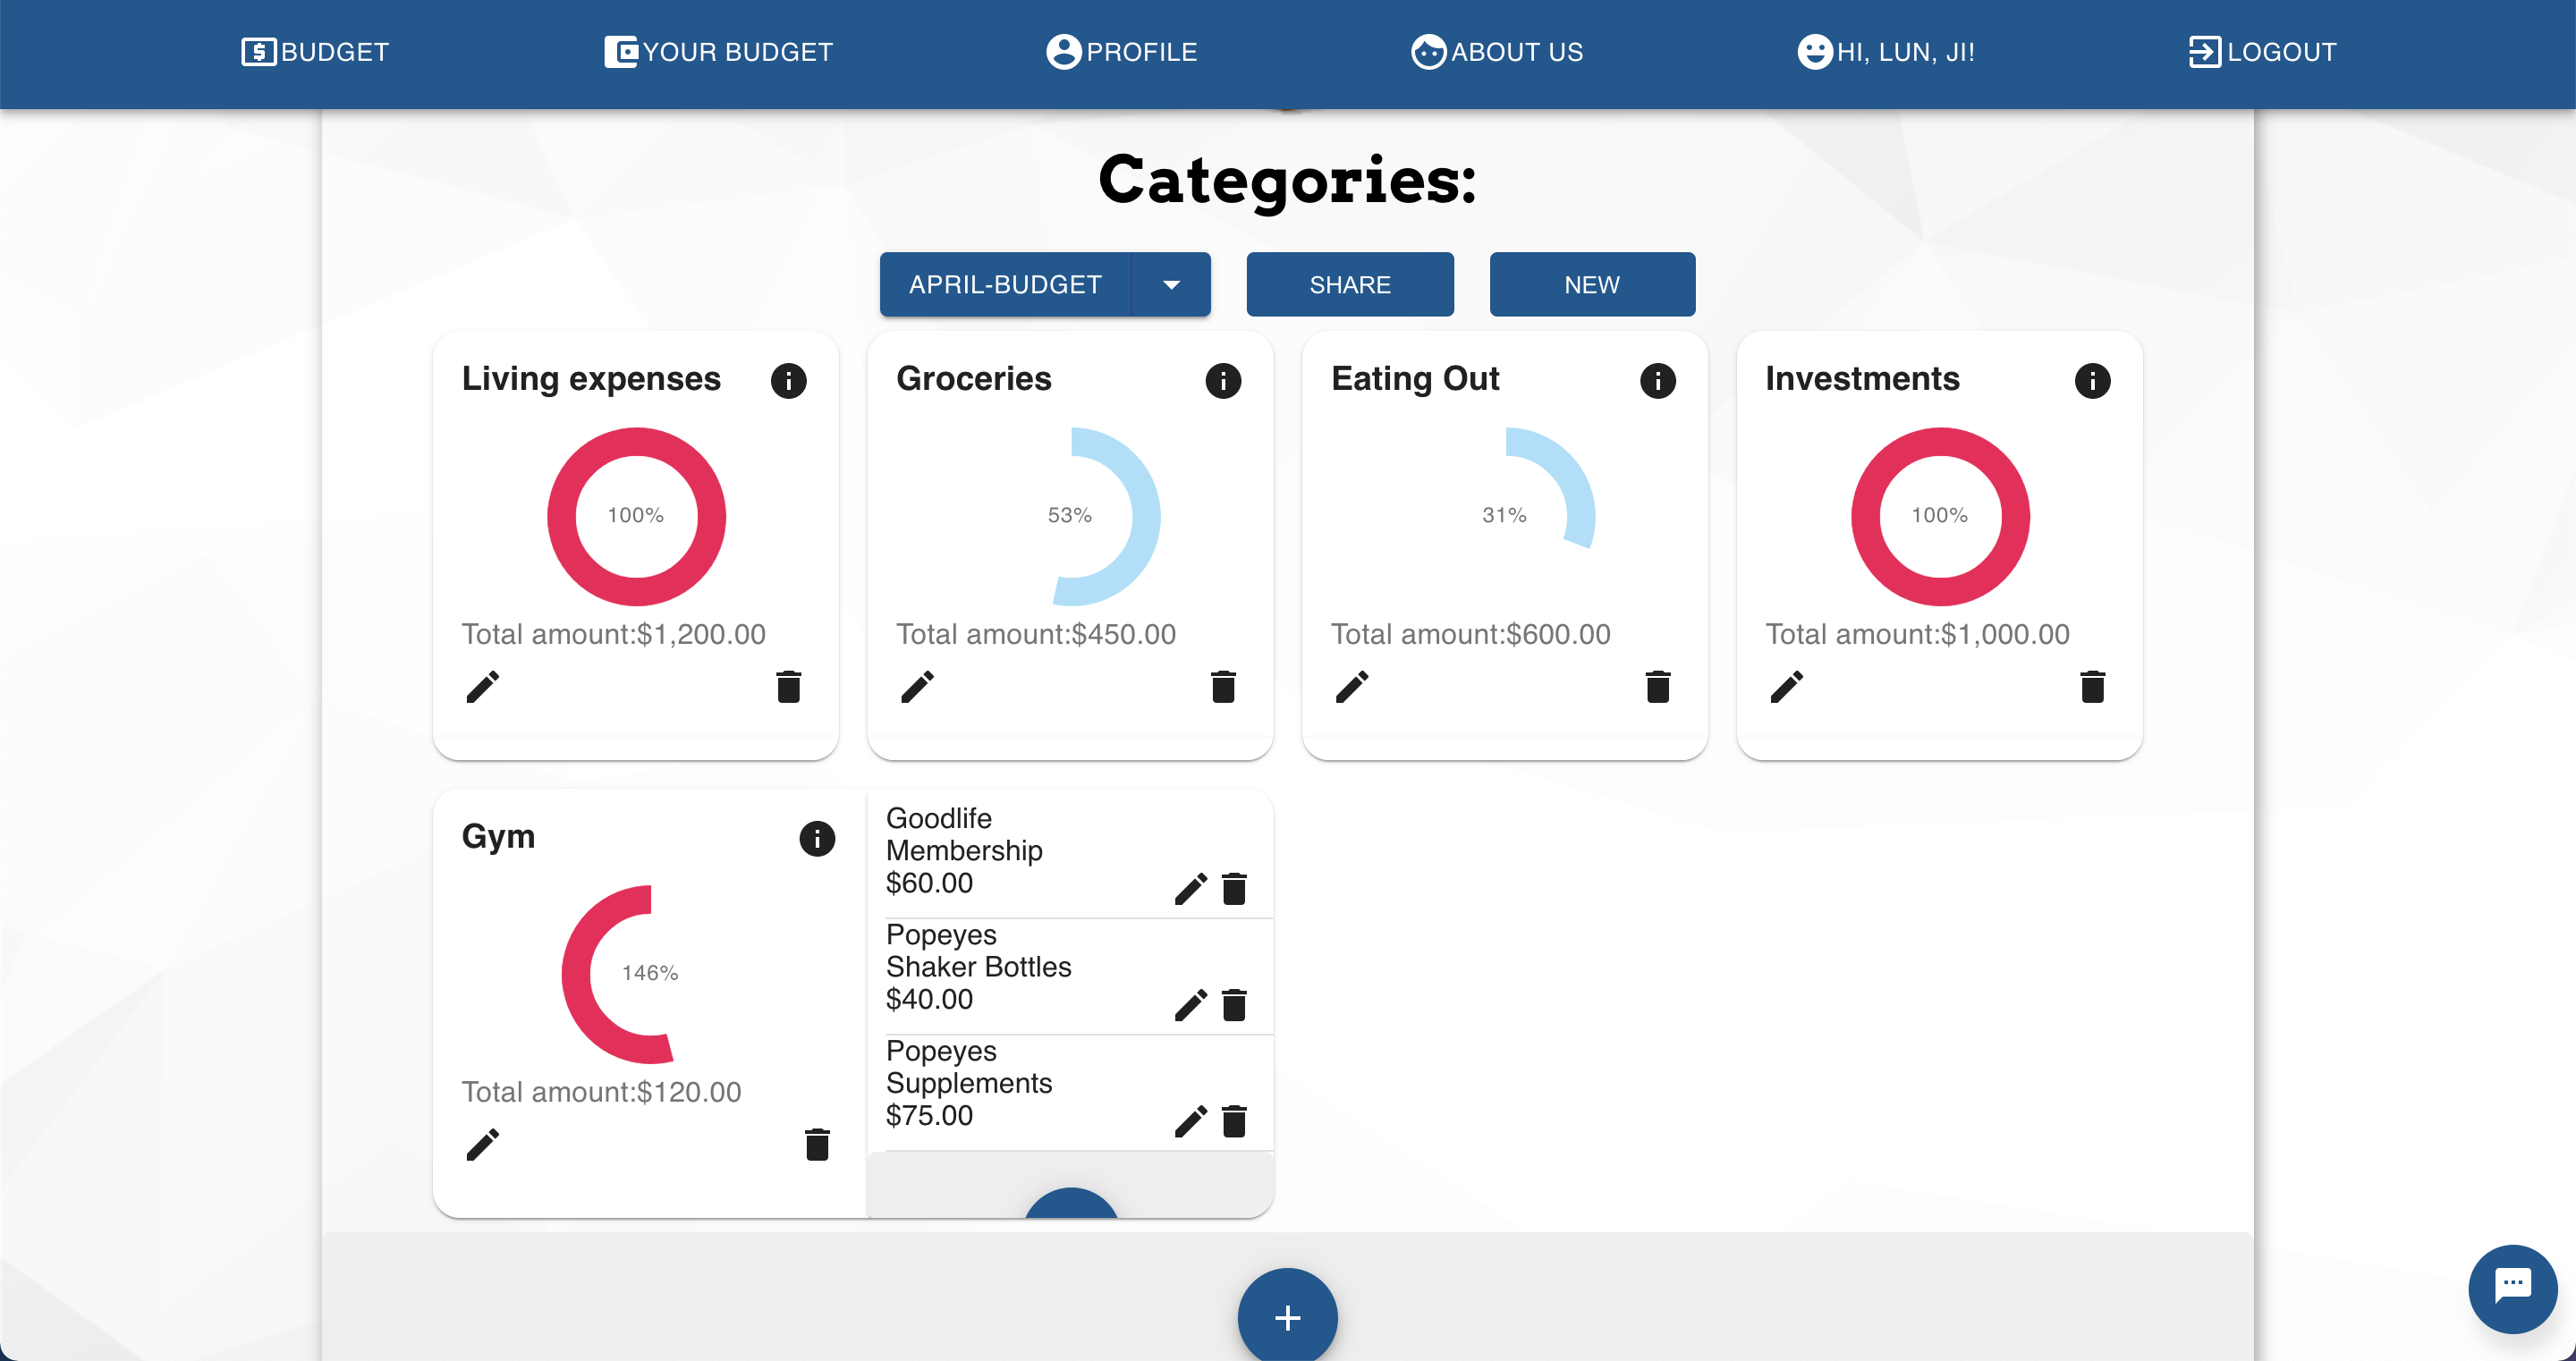 BUDGET
YOUR BUDGET
PROFILE
ABOUT US
HI, LUN, JI!
LOGOUT
Categories:
APRIL-BUDGET
SHARE
NEW
Living expenses
100%
Total amount:$1,200.00
Groceries
53%
Total amount:$450.00
Eating Out
31%
Total amount:$600.00
Investments
100%
Total amount:$1,000.00
Gym
146%
Total amount:$120.00
Goodlife
Membership
$60.00
Popeyes
Shaker Bottles
$40.00
Popeyes
Supplements
$75.00